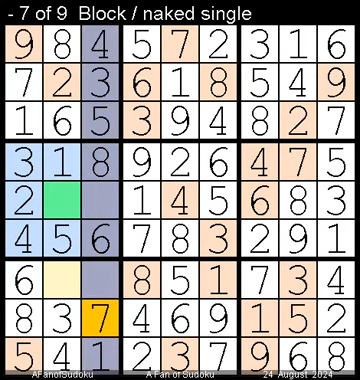 - 7 of 9 Block / naked single
9 8 4 5 7 2 3 1 6
7 2 3 6 1 8 5 4 9
1 6 5 3 9 4 8 2 7
3 1 8 9 2 6 4 7 5
2 1 4 5 6 8 3
4 5 6 7 8 3 2 9 1
6 8 5 1 7 3 4
8 3 7 4 6 9 1 5 2
5 4 1 2 3 7 9 6 8
AFanofSudoku A Fan of Sudoku 24 August 2024